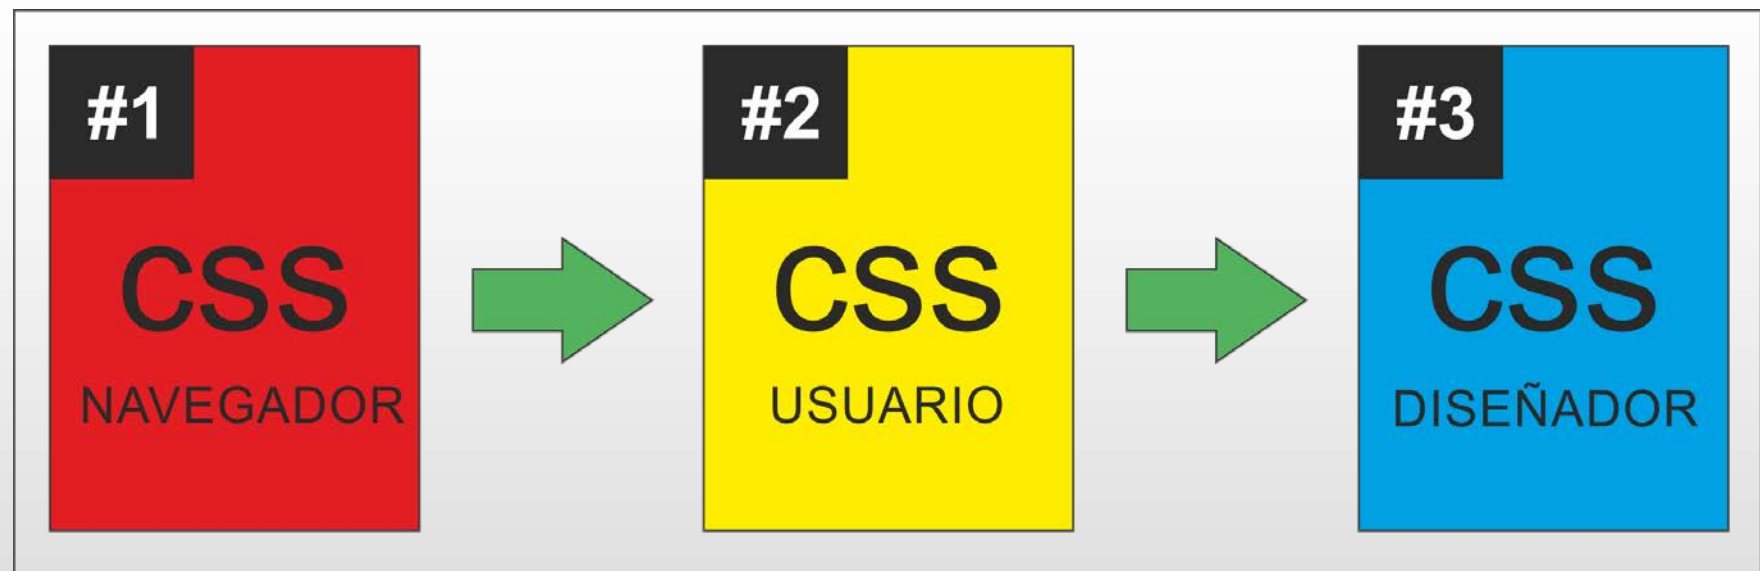 #1
CSS
NAVEGADOR
#2
CSS
USUARIO
#3
CSS
DISEÑADOR